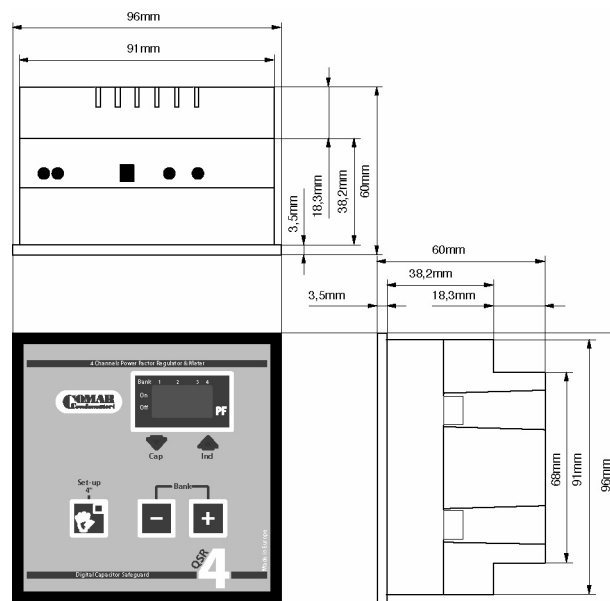 96mm
91mm
3,5mm
18,3mm
38,2mm
60mm
60mm
38,2mm
3,5mm
18,3mm
4 Channels Power Factor Regulator & Meter
COMAR
Condensatori
Bank 1 2 3 4
On
Off
PF
Cap
Ind
Set-up
4"
Bank
QSR
4
Made in Europe
Digital Capacitor Safeguard
68mm
91mm
96mm